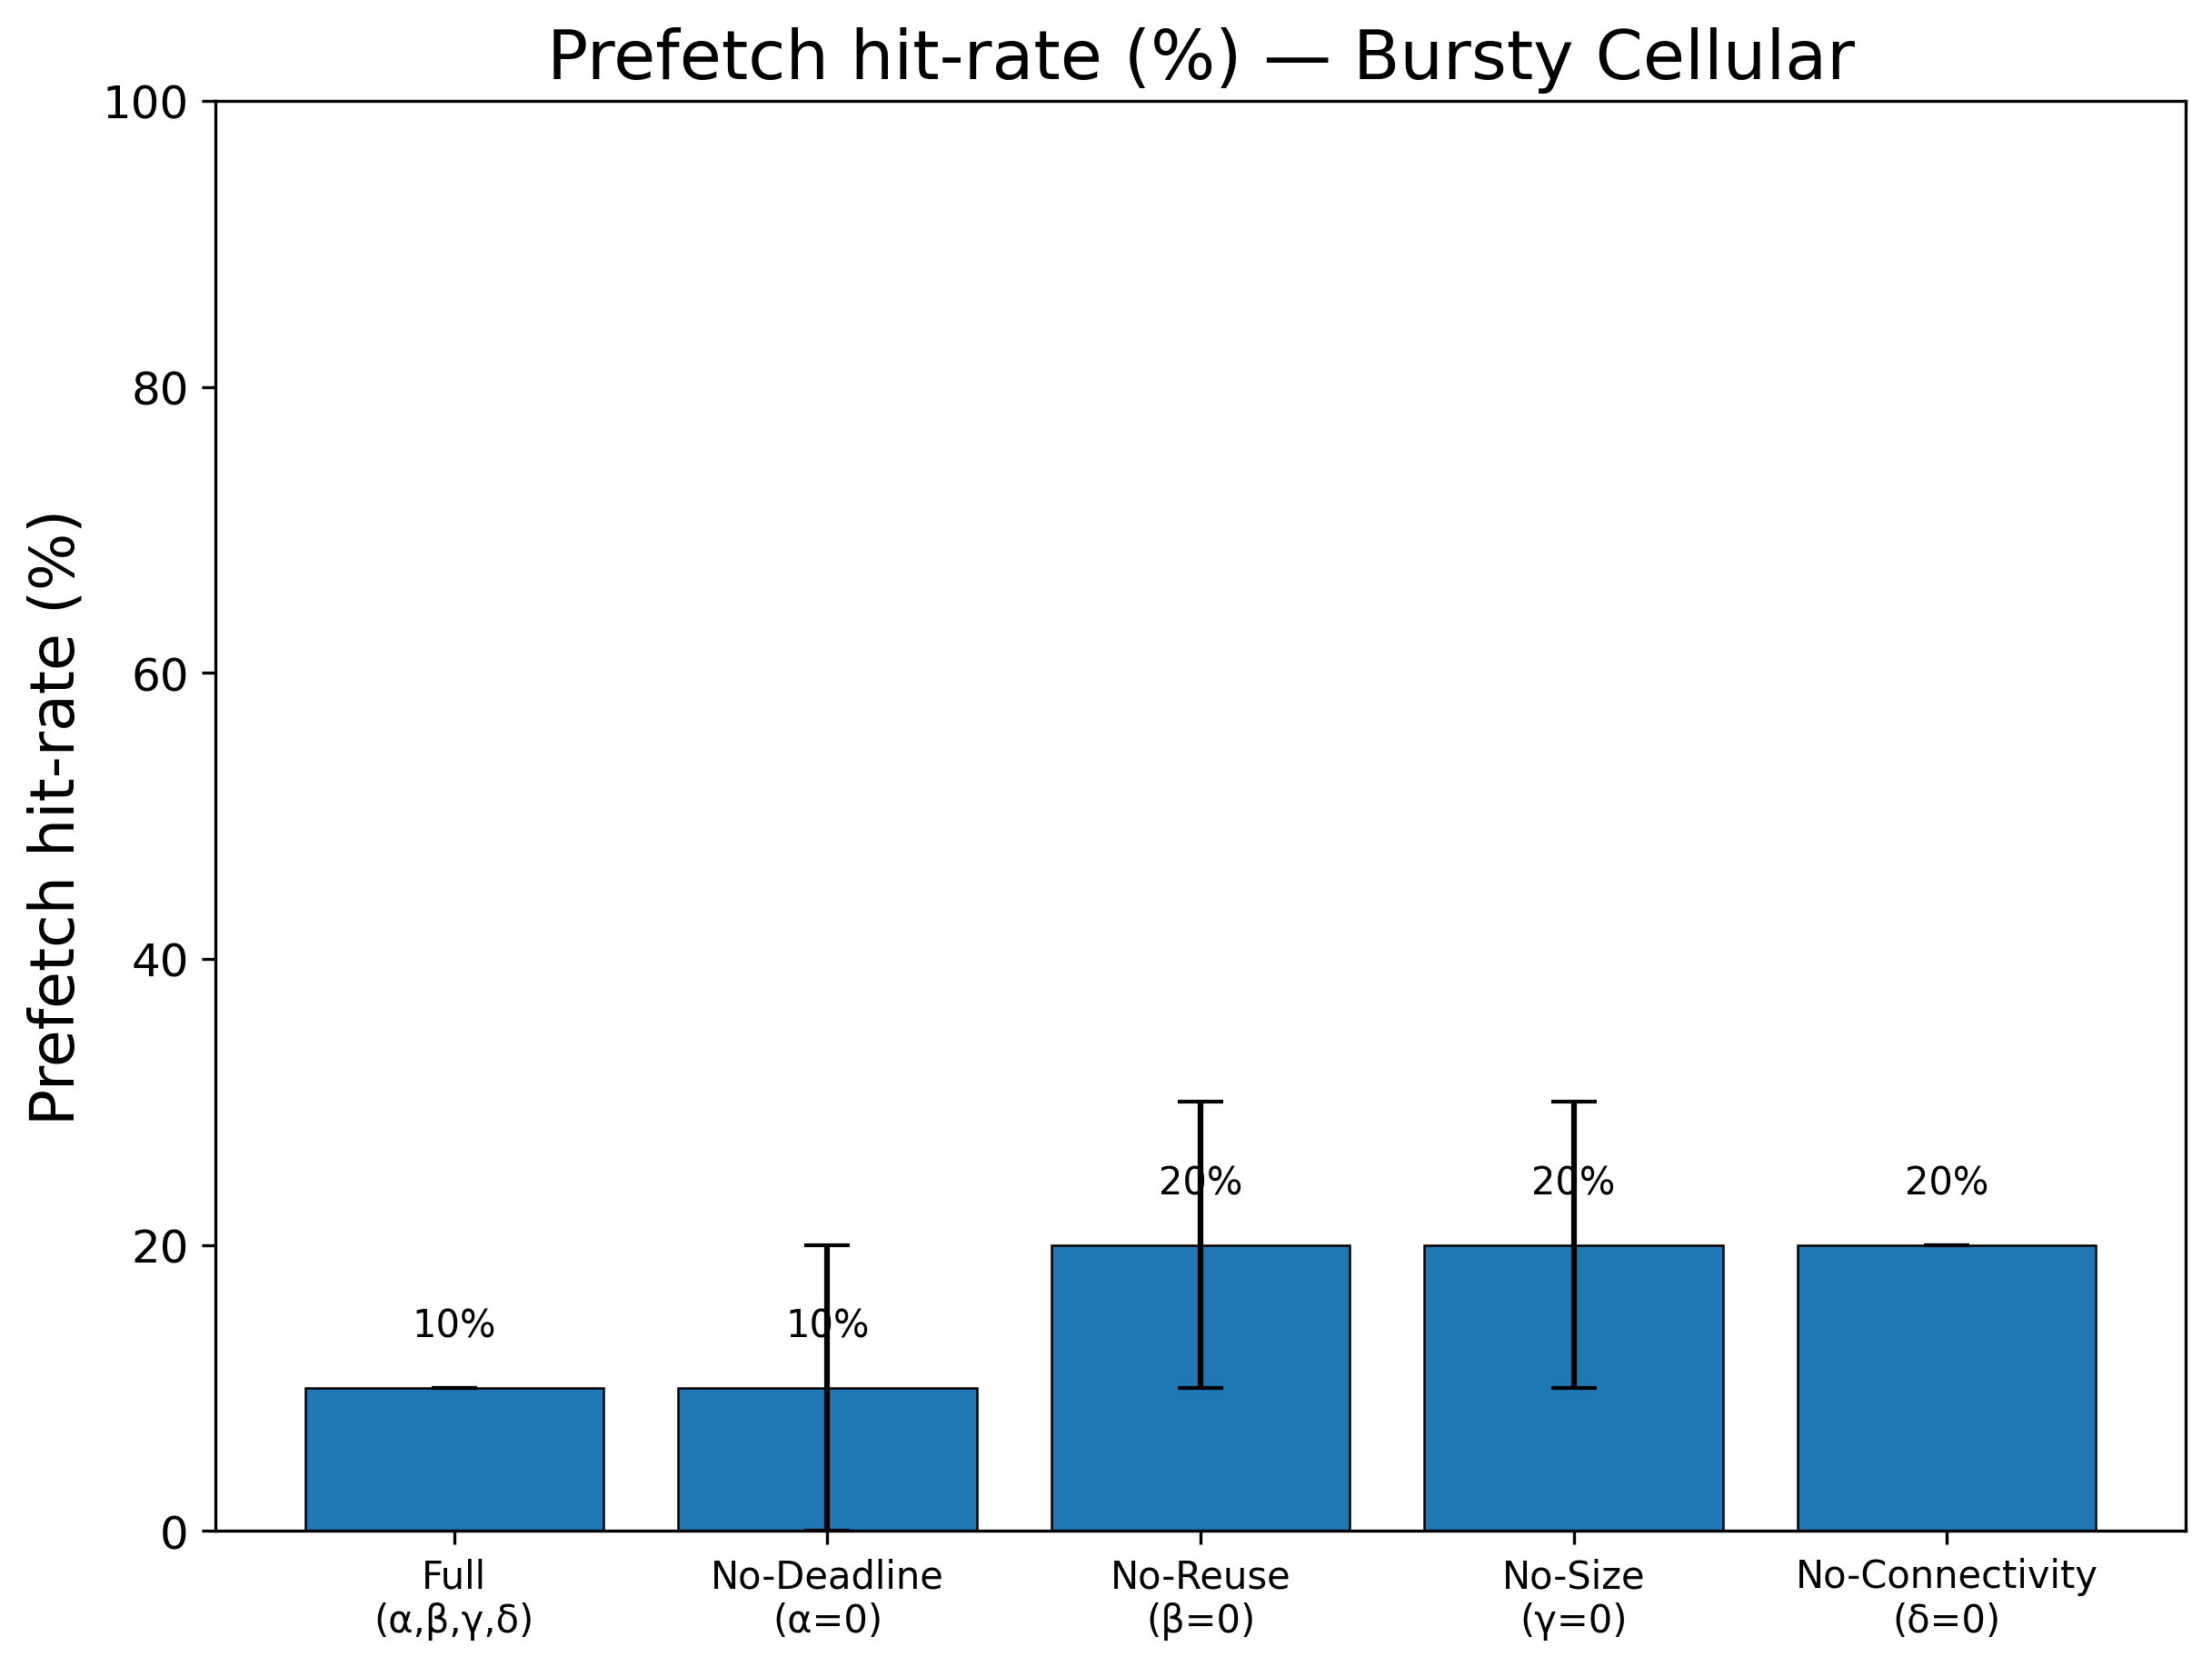 Prefetch hit-rate (%) — Bursty Cellular
Prefetch hit-rate (%)
100
80
60
40
20
0
10%
10%
20%
20%
20%
Full
(α,β,γ,δ)
No-Deadline
(α=0)
No-Reuse
(β=0)
No-Size
(γ=0)
No-Connectivity
(δ=0)